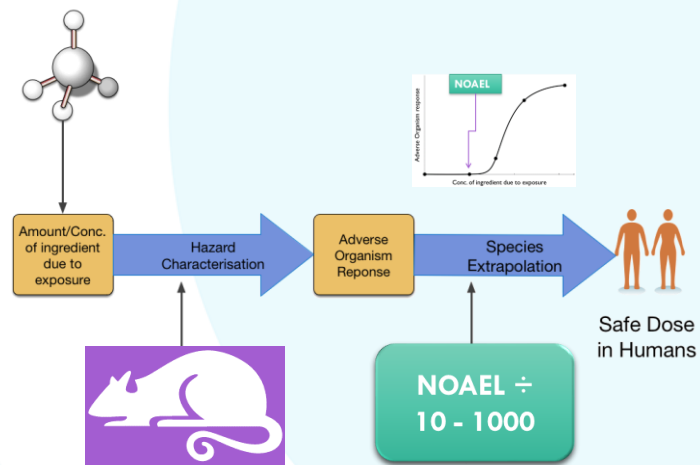 NOAEL
Adverse Organism response
Conc. of ingredient due to exposure
Amount/Conc.
of ingredient
due to
exposure
Hazard
Characterisation
Adverse
Organism
Reponse
Species
Extrapolation
Safe Dose
in Humans
NOAEL ÷
10 - 1000